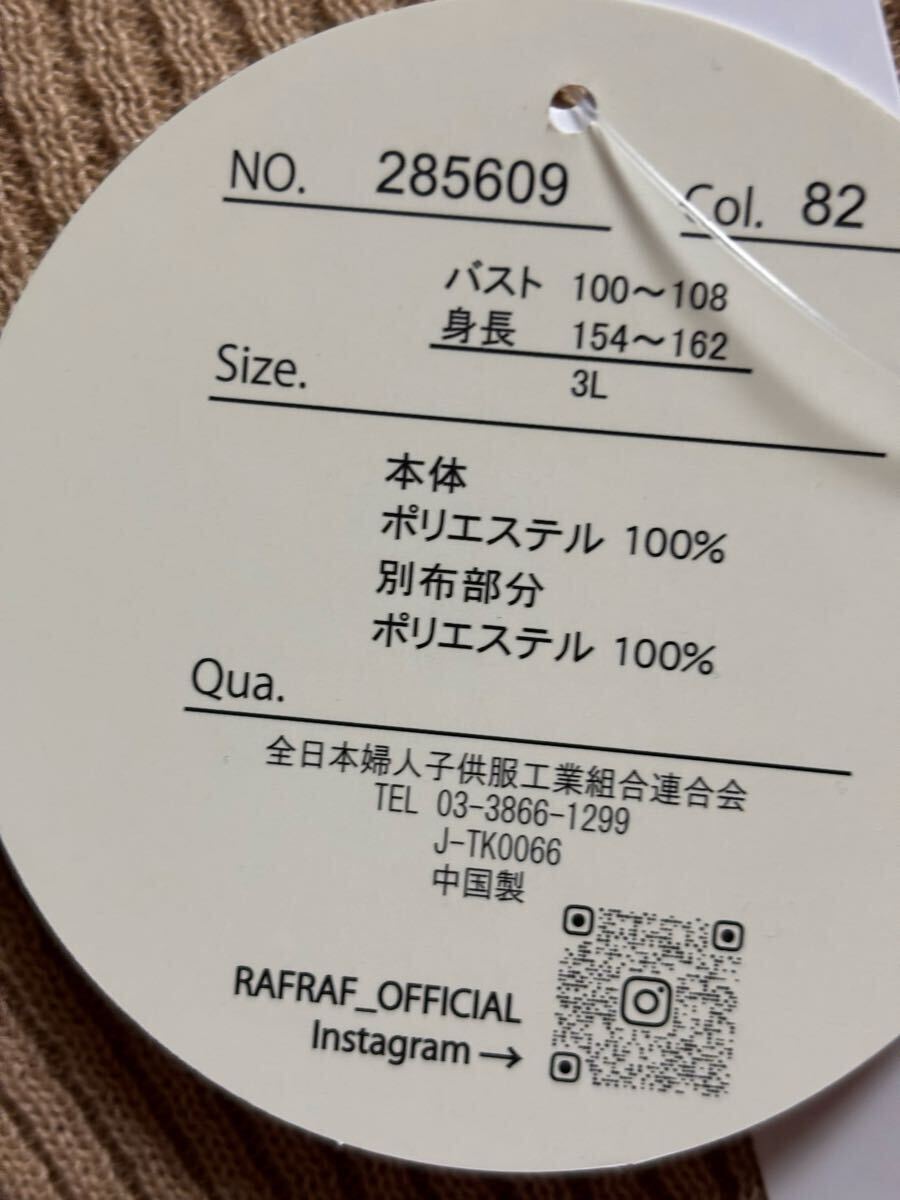 NO. 285609 Col. 82
バスト 100～108
身長 154～162
Size. 3L
本体
ポリエステル 100%
別布部分
ポリエステル 100%
Qua.
全日本婦人子供服工業組合連合会
TEL 03-3866-1299
J-TK0066
中国製
RAFRAF_OFFICIAL
Instagram→